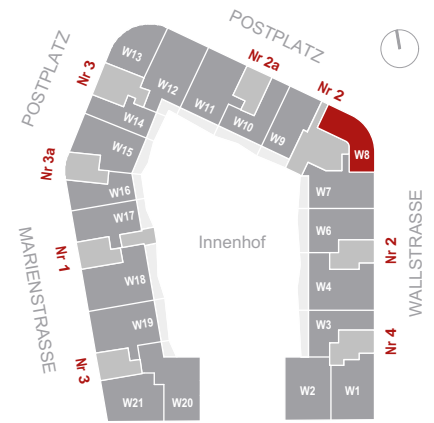 POSTPLATZ
POSTPLATZ
Nr 3
Nr 2a
Nr 2
W13
W12
W11
W10
W9
W8
W14
W15
Nr 3a
W16
W7
W17
W6
Nr 2
Innenhof
WALLSTRASSE
MARIENSTRASSE
Nr 1
W18
W4
W19
W3
Nr 4
Nr 3
W21
W20
W2
W1